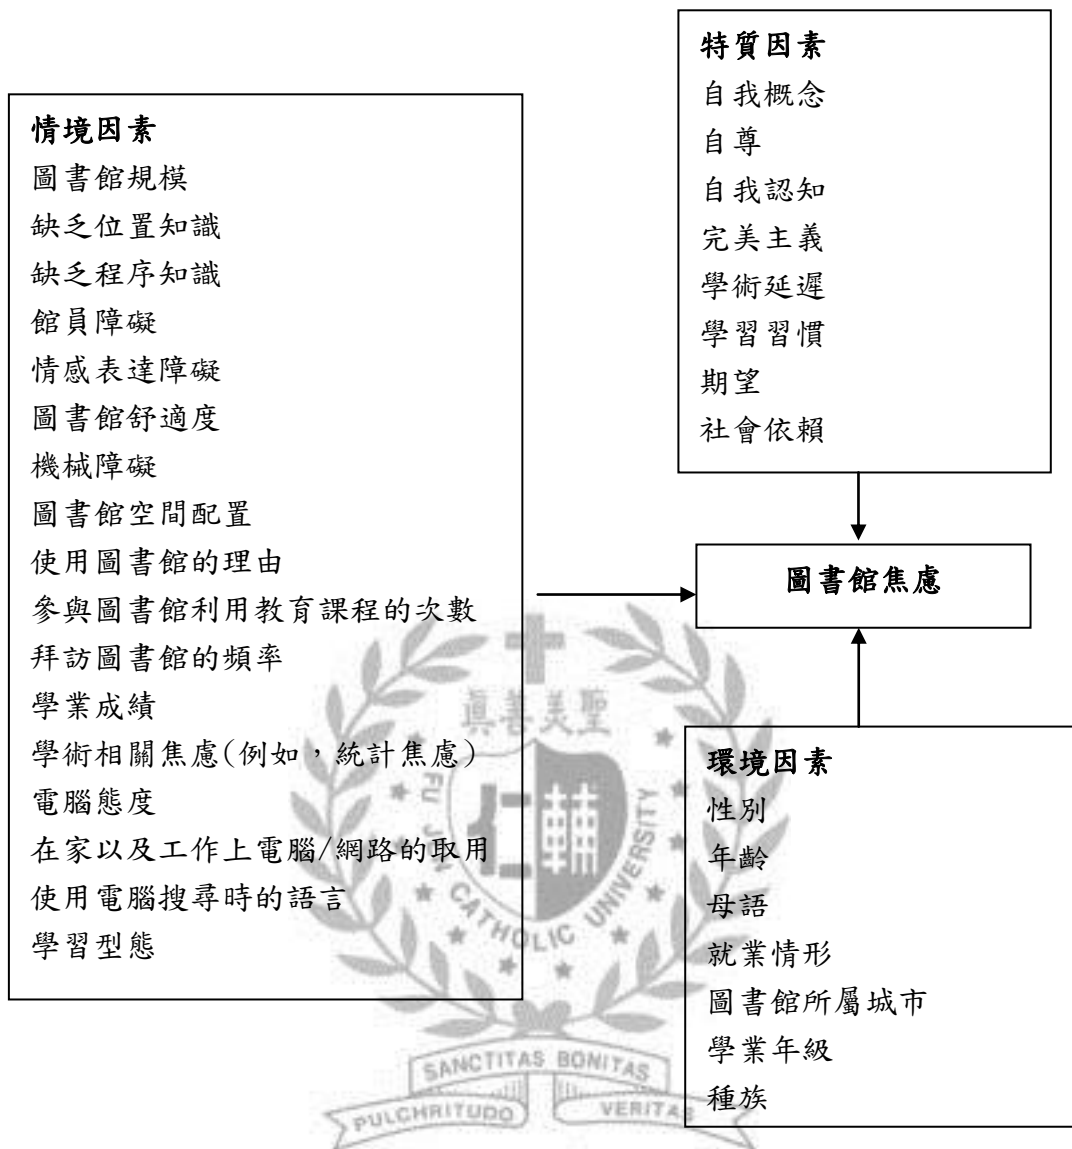 情境因素
圖書館規模
缺乏位置知識
缺乏程序知識
館員障礙
情感表達障礙
圖書館舒適度
機械障礙
圖書館空間配置
使用圖書館的理由
參與圖書館利用教育課程的次數
拜訪圖書館的頻率
學業成績
學術相關焦慮(例如，統計焦慮)
電腦態度
在家以及工作上電腦/網路的取用
使用電腦搜尋時的語言
學習型態
特質因素
自我概念
自尊
自我認知
完美主義
學術延遲
學習習慣
期望
社會依賴
圖書館焦慮
環境因素
性別
年齡
母語
就業情形
圖書館所屬城市
學業年級
種族
真善美聖
FU JEN CATHOLIC UNIVERSITY
SANCTITAS BONITAS
PULCHRITUDO VERITAS